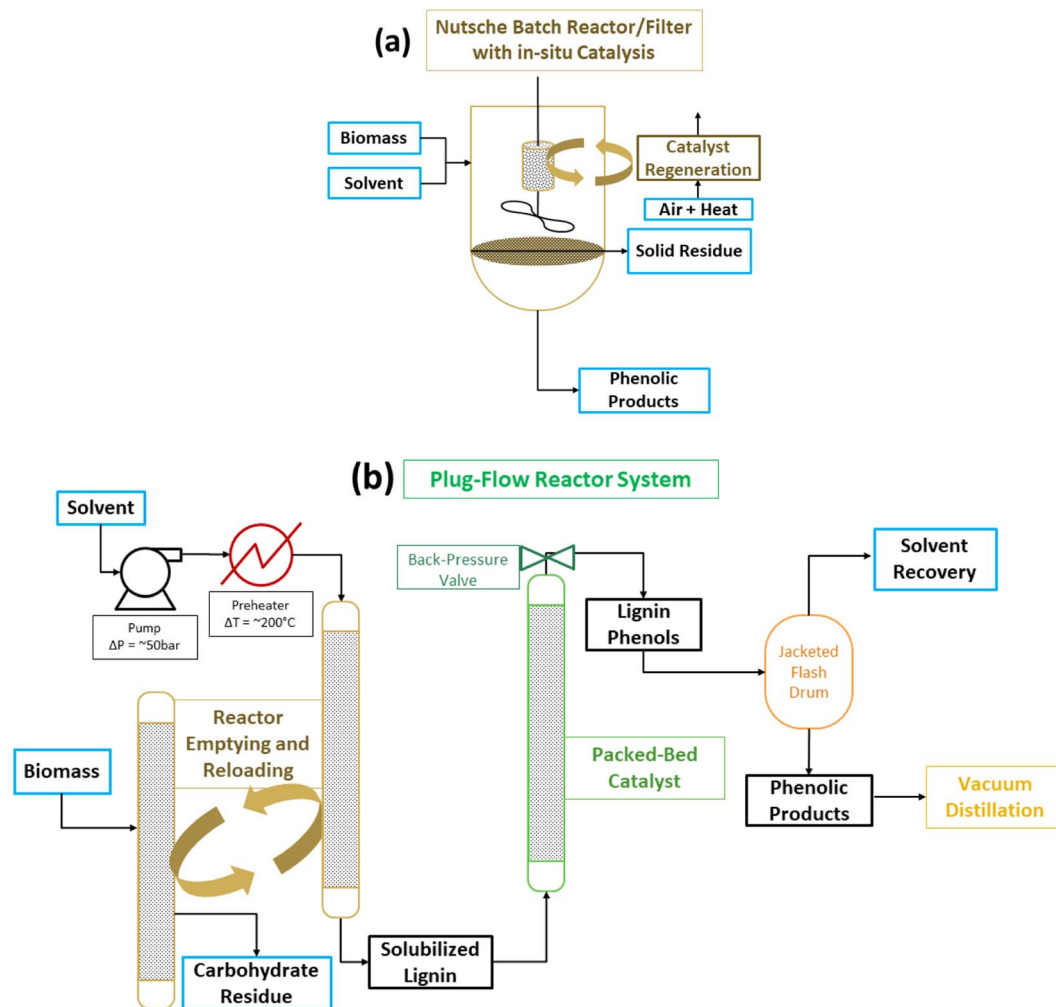 (a)
Nutsche Batch Reactor/Filter
with in-situ Catalysis
Biomass
Solvent
Catalyst
Regeneration
Air + Heat
Solid Residue
Phenolic
Products
(b)
Plug-Flow Reactor System
Solvent
Pump
ΔP = ~50bar
Preheater
ΔT = ~200°C
Back-Pressure
Valve
Lignin
Phenols
Solvent
Recovery
Jacketed
Flash
Drum
Reactor
Emptying and
Reloading
Biomass
Packed-Bed
Catalyst
Phenolic
Products
Vacuum
Distillation
Carbohydrate
Residue
Solubilized
Lignin